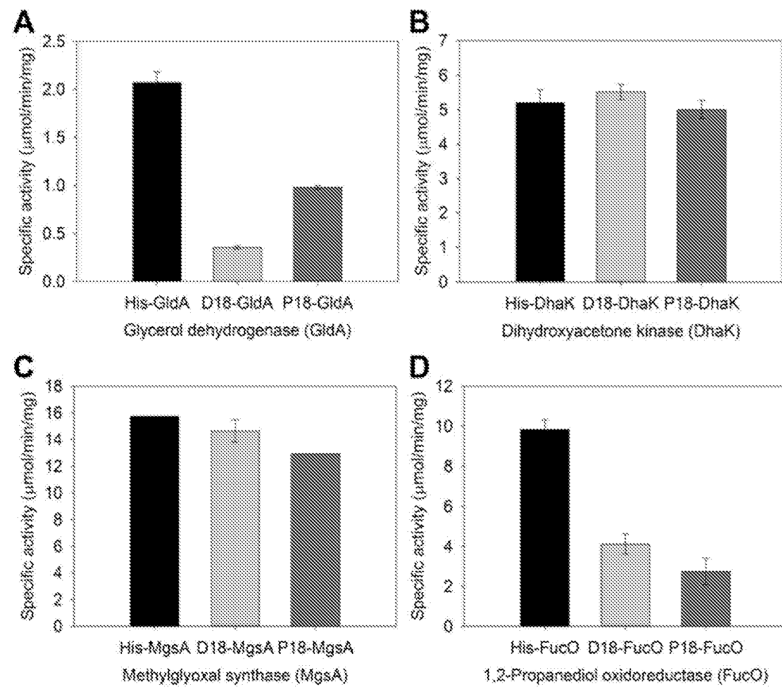 A
Specific activity (µmol/min/mg)
2.5
2.0
1.5
1.0
0.5
0.0
His-GldA D18-GldA P18-GldA
Glycerol dehydrogenase (GldA)
B
Specific activity (µmol/min/mg)
7
6
5
4
3
2
1
0
His-DhaK D18-DhaK P18-DhaK
Dihydroxyacetone kinase (DhaK)
C
Specific activity (µmol/min/mg)
18
16
14
12
10
8
6
4
2
0
His-MgsA D18-MgsA P18-MgsA
Methylglyoxal synthase (MgsA)
D
Specific activity (µmol/min/mg)
12
10
8
6
4
2
0
His-FucO D18-FucO P18-FucO
1,2-Propanediol oxidoreductase (FucO)